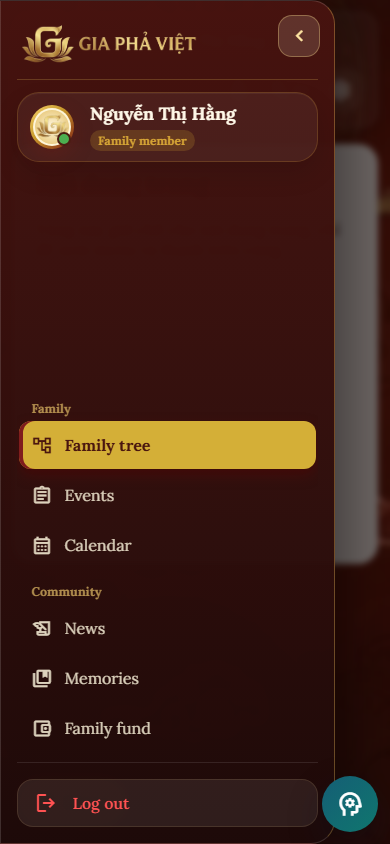 GIA PHẢ VIỆT
Nguyễn Thị Hằng
Family member
Family
Family tree
Events
Calendar
Community
News
Memories
Family fund
Log out